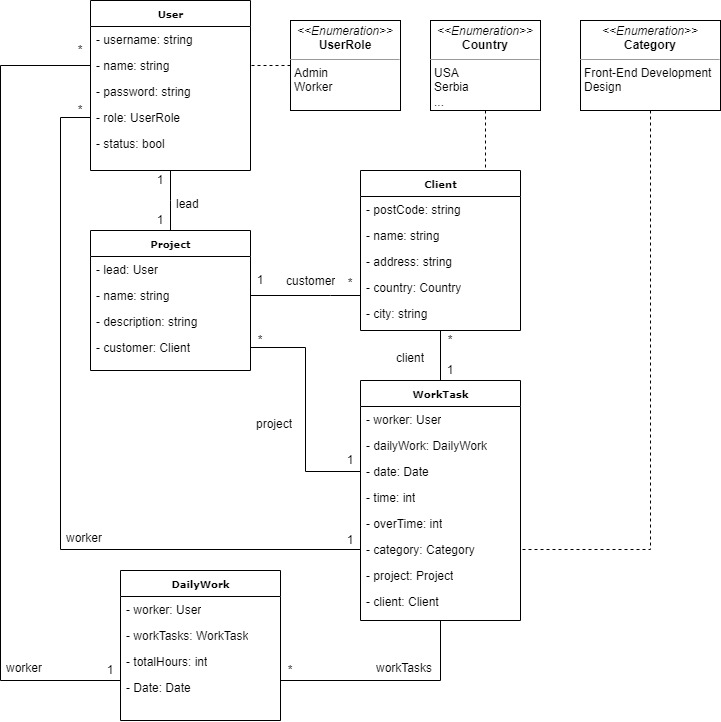 User
- username: string
- name: string
- password: string
- role: UserRole
- status: bool
<<Enumeration>>
UserRole
Admin
Worker
<<Enumeration>>
Country
USA
Serbia
...
<<Enumeration>>
Category
Front-End Development
Design
*
*
1
lead
1
Client
- postCode: string
- name: string
- address: string
- country: Country
- city: string
Project
- lead: User
- name: string
- description: string
- customer: Client
1
customer
*
*
client
1
*
project
1
WorkTask
- worker: User
- dailyWork: DailyWork
- date: Date
- time: int
- overTime: int
- category: Category
- project: Project
- client: Client
worker
1
DailyWork
- worker: User
- workTasks: WorkTask
- totalHours: int
- Date: Date
worker
1
*
workTasks